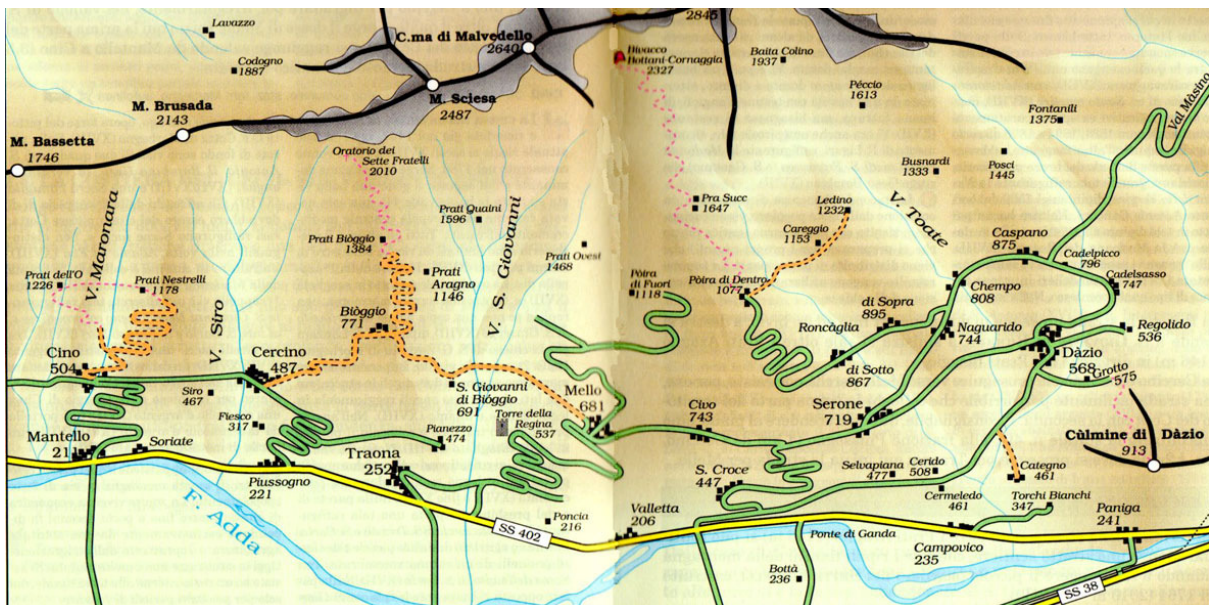 Lavazzo
Codogno
1887
C.ma di Malvedello
2640
2845
Bivacco
Bottani-Cornaggia
2327
Baita Colino
1937
Péccio
1613
Fontanili
1375
Val Màsino
M. Brusada
2143
M. Sciesa
2487
M. Bassetta
1746
Oratorio dei
Sette Fratelli
2010
Busnardi
1333
Posci
1445
V. Maronara
V. Siro
Prati Quaini
1596
V. S. Giovanni
Pra Succ
1647
Ledino
1232
Careggio
1153
V. Toate
Caspano
875
Cadelpicco
796
Cadelsasso
747
Prati Biòggio
1384
Prati
Aragno
1146
Prati Ovesi
1468
Prati dell'O
1226
Prati Nestrelli
1178
Pòira
di Fuori
1118
Pòira di Dentro
1077
di Sopra
895
Roncàglia
di Sotto
867
Chempo
808
Naguarido
744
Regolido
536
Dàzio
568
Biòggio
771
Cino
504
Cercino
487
Siro
467
Fiesco
317
S. Giovanni
di Biòggio
691
Mello
681
Civo
743
Serone
719
Grotto
575
Cùlmine di Dàzio
913
Mantello
21
Soriate
Pianezzo
474
Torre della
Regina
537
Traona
252
Piussogno
221
S. Croce
447
Selvapiana
477
Cerido
508
Cermeledo
461
Categno
461
Torchi Bianchi
347
Paniga
241
F. Adda
SS 402
Poncia
216
Valletta
206
Ponte di Ganda
Campovico
235
Bottà
236
SS 38